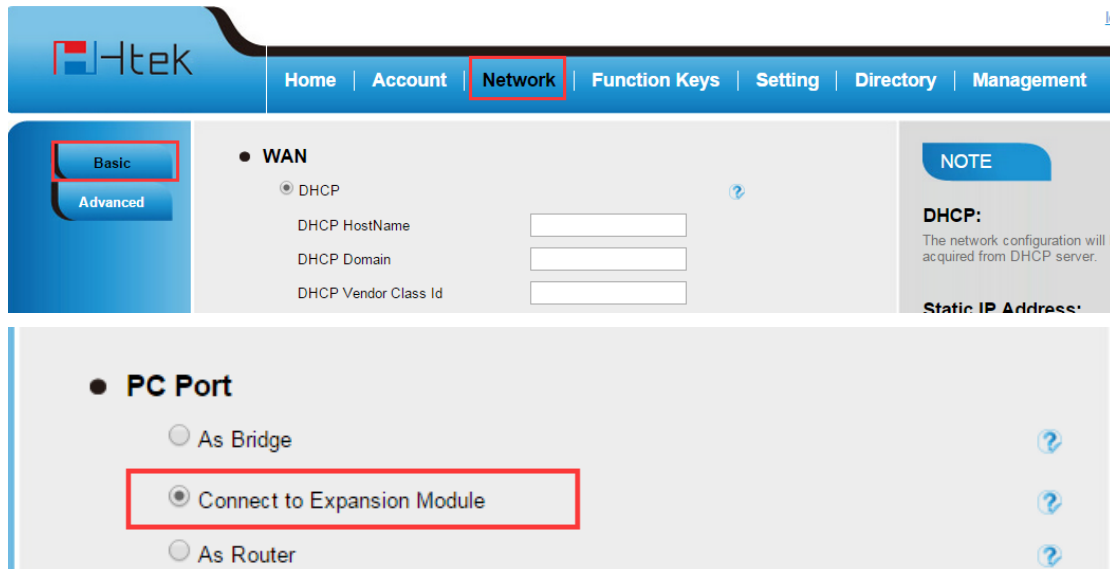 Htek
Home | Account | Network | Function Keys | Setting | Directory | Management
Basic
Advanced
WAN
DHCP
DHCP HostName
DHCP Domain
DHCP Vendor Class Id
NOTE
DHCP:
The network configuration will
acquired from DHCP server.
Static IP Address:
PC Port
As Bridge
Connect to Expansion Module
As Router